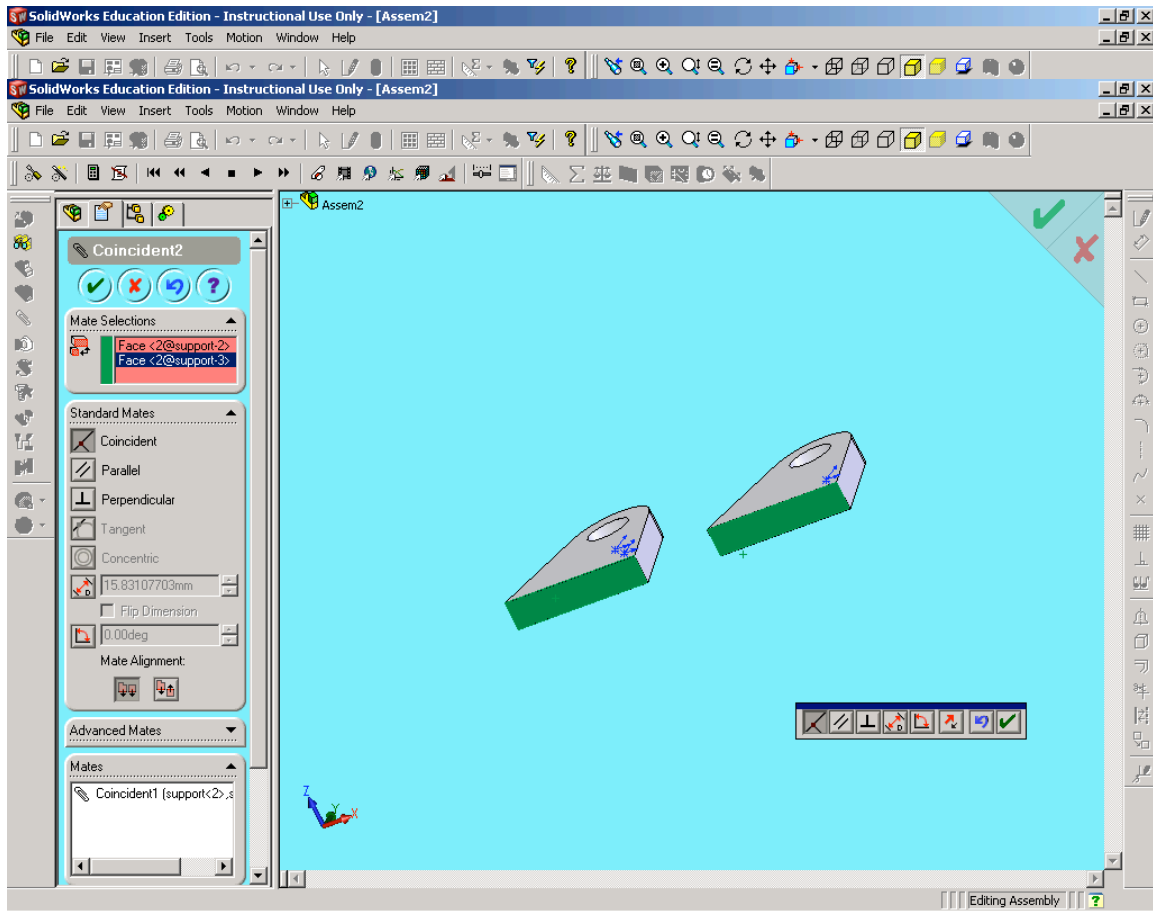 SolidWorks Education Edition - Instructional Use Only - [Assem2]
File Edit View Insert Tools Motion Window Help
SolidWorks Education Edition - Instructional Use Only - [Assem2]
File Edit View Insert Tools Motion Window Help
Assem2
Coincident2
Mate Selections
Face <2@support-2>
Face <2@support-3>
Standard Mates
Coincident
Parallel
Perpendicular
Tangent
Concentric
15.83107703mm
Flip Dimension
0.00deg
Mate Alignment:
Advanced Mates
Mates
Coincident1 (support<2>,s
Z Y X
Editing Assembly